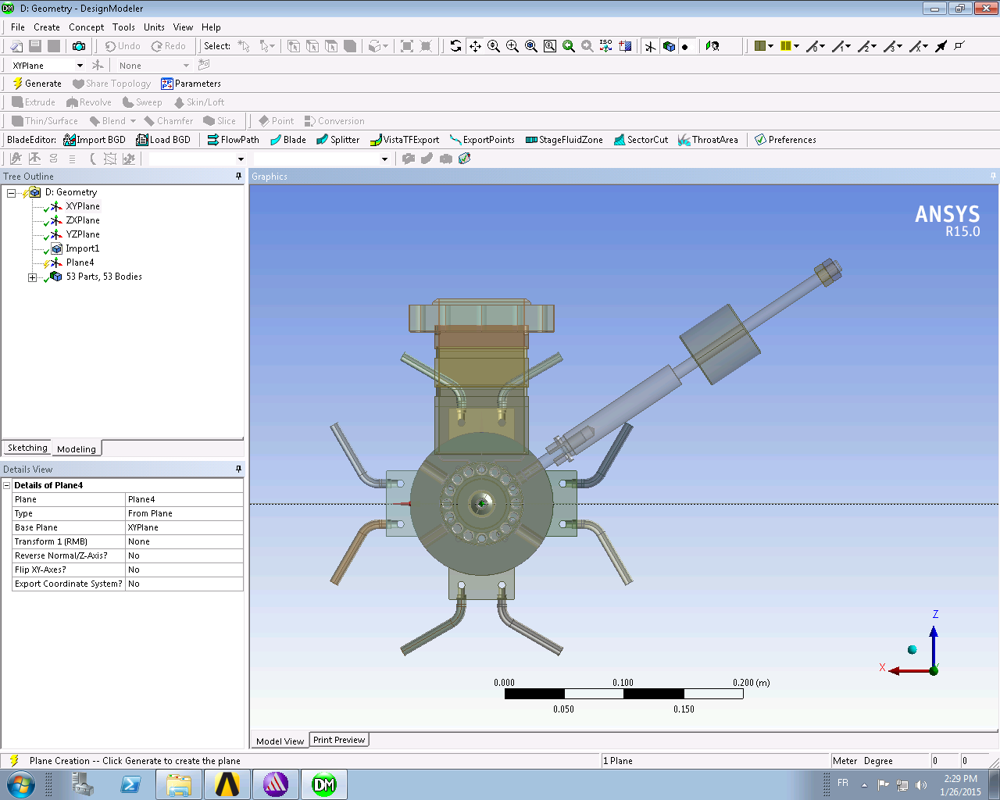 D: Geometry - DesignModeler
File Create Concept Tools Units View Help
Undo Redo Select: ISO
XYPlane None
Generate Share Topology Parameters
Extrude Revolve Sweep Skin/Loft
Thin/Surface Blend Chamfer Slice Point Conversion
BladeEditor: Import BGD Load BGD FlowPath Blade Splitter VistaTFExport ExportPoints StageFluidZone SectorCut ThroatArea Preferences
Tree Outline
D: Geometry
XYPlane
ZXPlane
YZPlane
Import1
Plane4
53 Parts, 53 Bodies
Sketching Modeling
Details View
Details of Plane4
Plane Plane4
Type From Plane
Base Plane XYPlane
Transform 1 (RMB) None
Reverse Normal/Z-Axis? No
Flip XY-Axes? No
Export Coordinate System? No
Graphics
ANSYS
R15.0
Z
X
Y
0.000 0.100 0.200 (m)
0.050 0.150
Model View Print Preview
Plane Creation -- Click Generate to create the plane 1 Plane Meter Degree 0 0
DM
FR 2:29 PM
1/26/2015